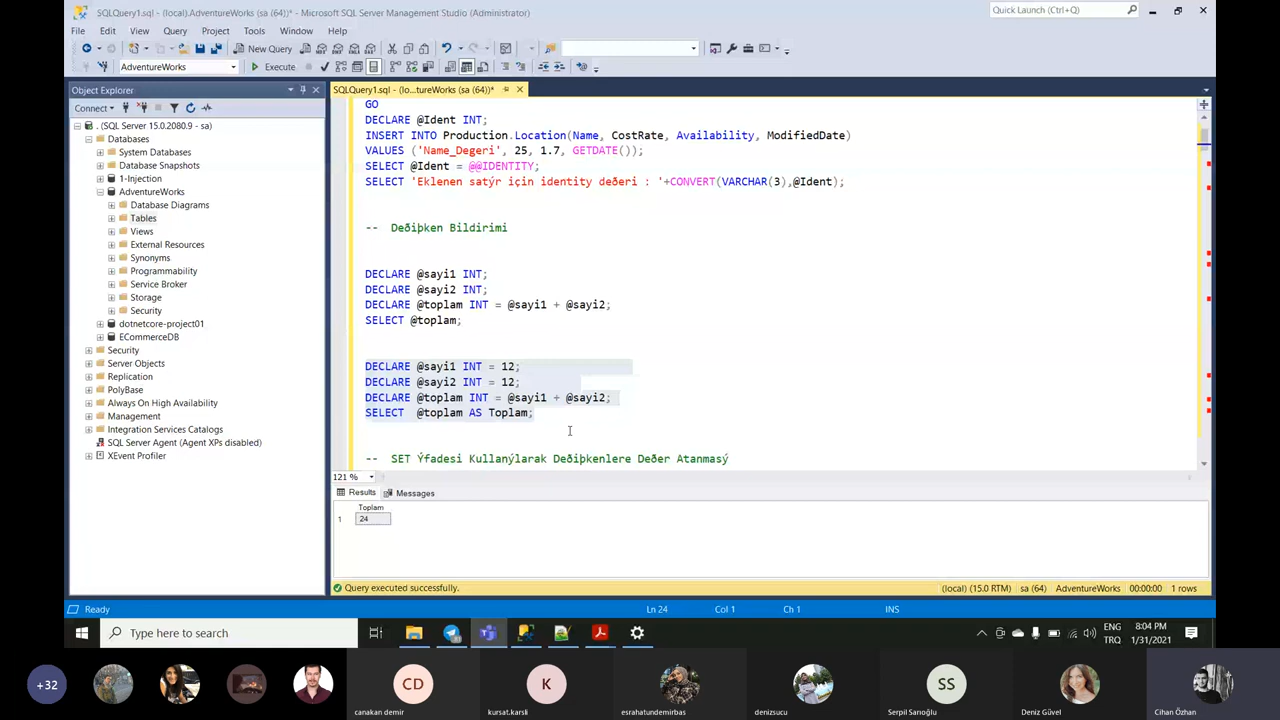 SQLQuery1.sql - (local).AdventureWorks (sa (64))* - Microsoft SQL Server Management Studio (Administrator)
Quick Launch (Ctrl+Q)
File Edit View Query Project Tools Window Help
New Query
AdventureWorks
Execute
Object Explorer
SQLQuery1.sql - (lo...tureWorks (sa (64))*
Connect
. (SQL Server 15.0.2080.9 - sa)
Databases
System Databases
Database Snapshots
1-Injection
AdventureWorks
Database Diagrams
Tables
Views
External Resources
Synonyms
Programmability
Service Broker
Storage
Security
dotnetcore-project01
ECommerceDB
Security
Server Objects
Replication
PolyBase
Always On High Availability
Management
Integration Services Catalogs
SQL Server Agent (Agent XPs disabled)
XEvent Profiler
GO
DECLARE @Ident INT;
INSERT INTO Production.Location(Name, CostRate, Availability, ModifiedDate)
VALUES ('Name_Degeri', 25, 1.7, GETDATE());
SELECT @Ident = @@IDENTITY;
SELECT 'Eklenen satýr için identity deðeri : '+CONVERT(VARCHAR(3),@Ident);
-- Deðiþken Bildirimi
DECLARE @sayi1 INT;
DECLARE @sayi2 INT;
DECLARE @toplam INT = @sayi1 + @sayi2;
SELECT @toplam;
DECLARE @sayi1 INT = 12;
DECLARE @sayi2 INT = 12;
DECLARE @toplam INT = @sayi1 + @sayi2;
SELECT @toplam AS Toplam;
-- SET Ýfadesi Kullanýlarak Deðiþkenlere Deðer Atanmasý
121 %
Results Messages
Toplam
1 24
Query executed successfully.
(local) (15.0 RTM) sa (64) AdventureWorks 00:00:00 1 rows
Ready
Ln 24 Col 1 Ch 1 INS
Type here to search
ENG
TRQ
8:04 PM
1/31/2021
+32
CD
K
SS
canakan demir
kursat.karsli
esrahatundemirbas
denizsucu
Serpil Sarıoğlu
Deniz Güvel
Cihan Özhan